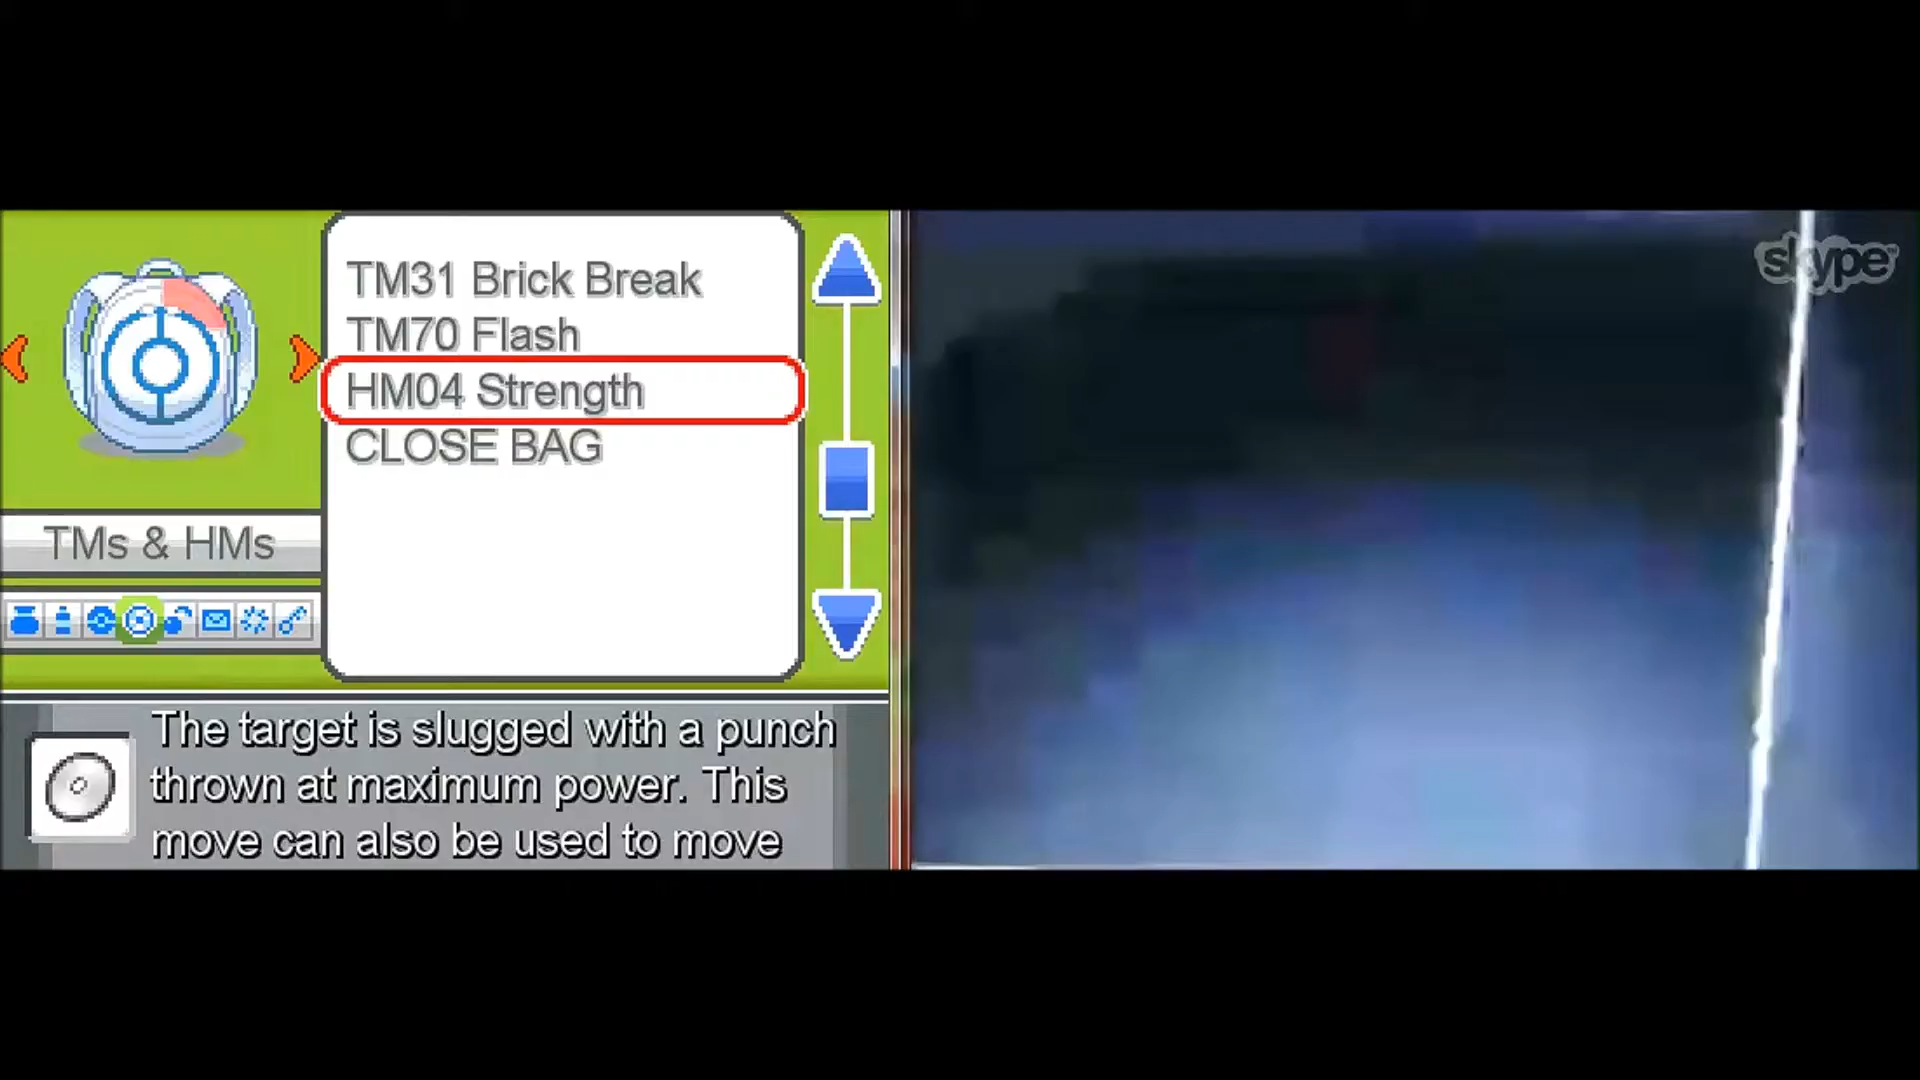 TM31 Brick Break
TM70 Flash
HM04 Strength
CLOSE BAG
TMs & HMs
The target is slugged with a punch
thrown at maximum power. This
move can also be used to move
skype